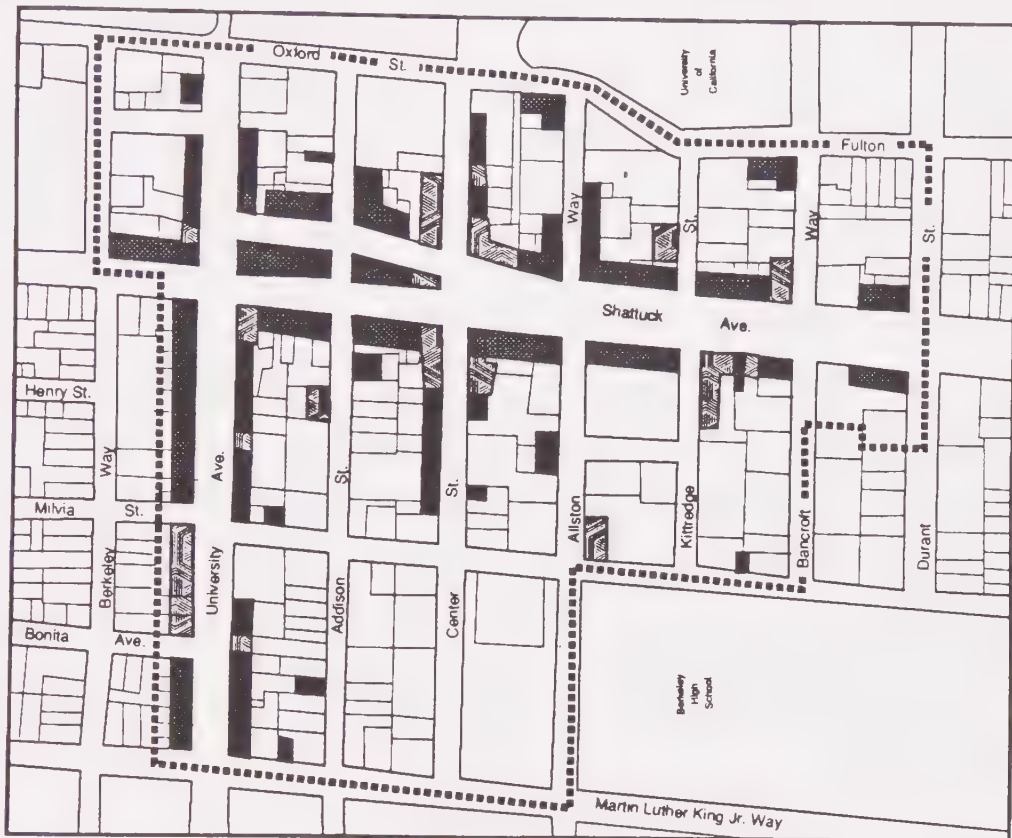 Oxford
St.
University
of
California
Fulton
Way
St.
Way
St.
Shattuck
Ave.
Henry St.
Way
Ave.
St.
St.
Milvia
St.
Allston
Kittredge
Bancroft
Durant
Berkeley
University
Addison
Center
Bonita
Ave.
Berkeley
High
School
Martin Luther King Jr. Way